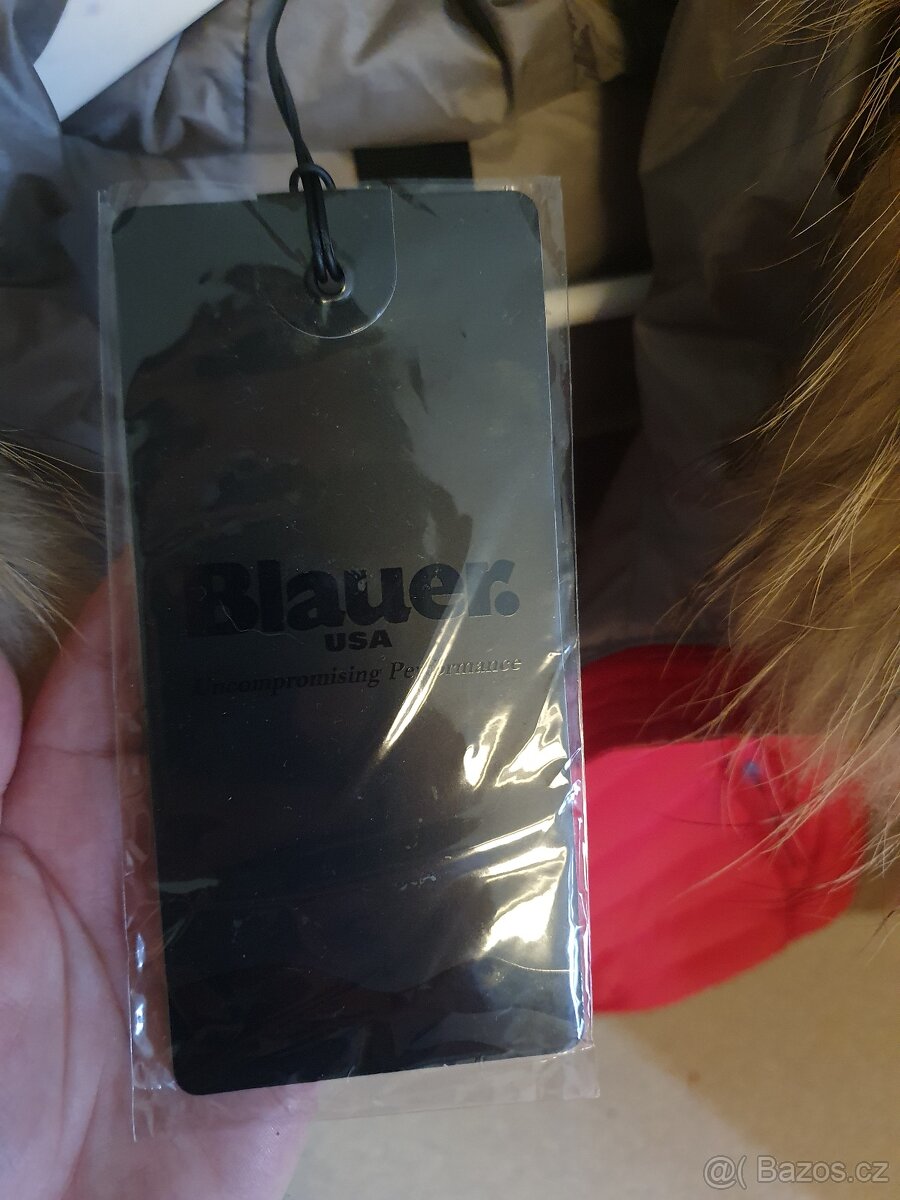 Blauer.
USA
Uncompromising Performance
@( Bazos.cz